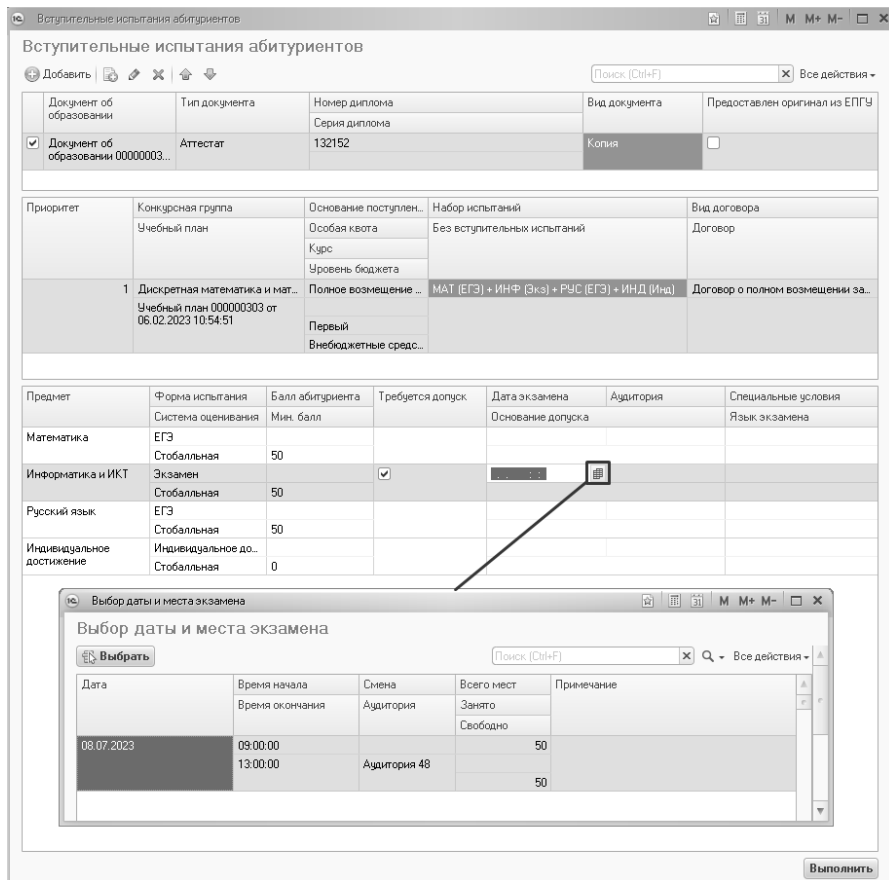 Вступительные испытания абитуриентов M M+ M-
Вступительные испытания абитуриентов
Добавить Поиск (Ctrl+F) Все действия
Документ об образовании Тип документа Номер диплома Вид документа Предоставлен оригинал из ЕПГУ
Серия диплома
Документ об образовании 00000003... Аттестат 132152 Копия
Приоритет Конкурсная группа Основание поступлен... Набор испытаний Вид договора
Учебный план Особая квота Без вступительных испытаний Договор
Курс
Уровень бюджета
1 Дискретная математика и мат... Полное возмещение ... МАТ (ЕГЭ) + ИНФ (Экз) + РУС (ЕГЭ) + ИНД (Инд) Договор о полном возмещении за...
Учебный план 000000303 от
06.02.2023 10:54:51 Первый
Внебюджетные средс...
Предмет Форма испытания Балл абитуриента Требуется допуск Дата экзамена Аудитория Специальные условия
Система оценивания Мин. балл Основание допуска Язык экзамена
Математика ЕГЭ
Стобалльная 50
Информатика и ИКТ Экзамен . . : :
Стобалльная 50
Русский язык ЕГЭ
Стобалльная 50
Индивидуальное достижение Индивидуальное до...
Стобалльная 0
Выбор даты и места экзамена M M+ M-
Выбор даты и места экзамена
Выбрать Поиск (Ctrl+F) Все действия
Дата Время начала Смена Всего мест Примечание
Время окончания Аудитория Занято
Свободно
08.07.2023 09:00:00 50
13:00:00 Аудитория 48
50
Выполнить